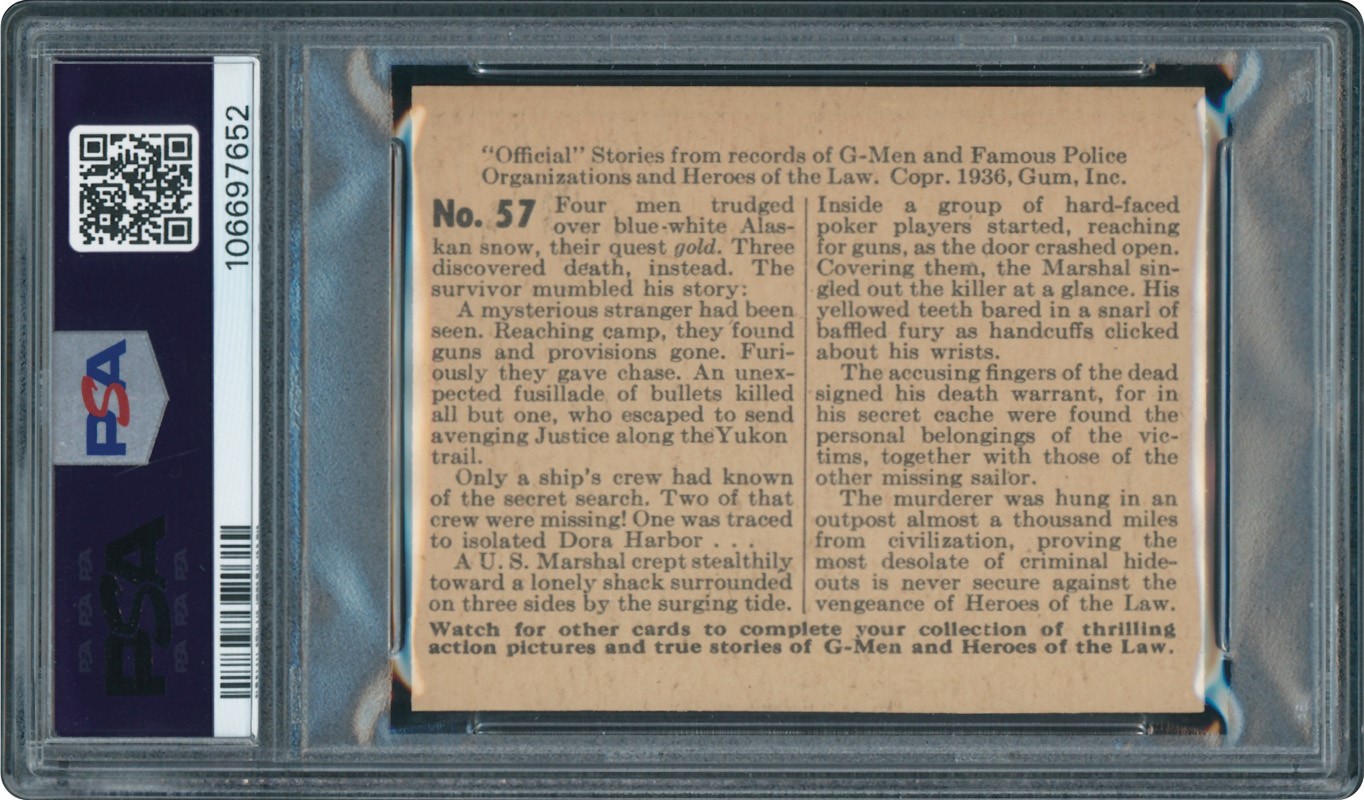 106697652
PSA
PSA
PSA
PSA
PSA
PSA
PSA
PSA
"Official" Stories from records of G-Men and Famous Police
Organizations and Heroes of the Law. Copr. 1936, Gum, Inc.
No. 57 Four men trudged
over blue-white Alas-
kan snow, their quest gold. Three
discovered death, instead. The
survivor mumbled his story:
A mysterious stranger had been
seen. Reaching camp, they found
guns and provisions gone. Furi-
ously they gave chase. An unex-
pected fusillade of bullets killed
all but one, who escaped to send
avenging Justice along the Yukon
trail.
Only a ship's crew had known
of the secret search. Two of that
crew were missing! One was traced
to isolated Dora Harbor . . .
A U. S. Marshal crept stealthily
toward a lonely shack surrounded
on three sides by the surging tide.
Inside a group of hard-faced
poker players started, reaching
for guns, as the door crashed open.
Covering them, the Marshal sin-
gled out the killer at a glance. His
yellowed teeth bared in a snarl of
baffled fury as handcuffs clicked
about his wrists.
The accusing fingers of the dead
signed his death warrant, for in
his secret cache were found the
personal belongings of the vic-
tims, together with those of the
other missing sailor.
The murderer was hung in an
outpost almost a thousand miles
from civilization, proving the
most desolate of criminal hide-
outs is never secure against the
vengeance of Heroes of the Law.
Watch for other cards to complete your collection of thrilling
action pictures and true stories of G-Men and Heroes of the Law.